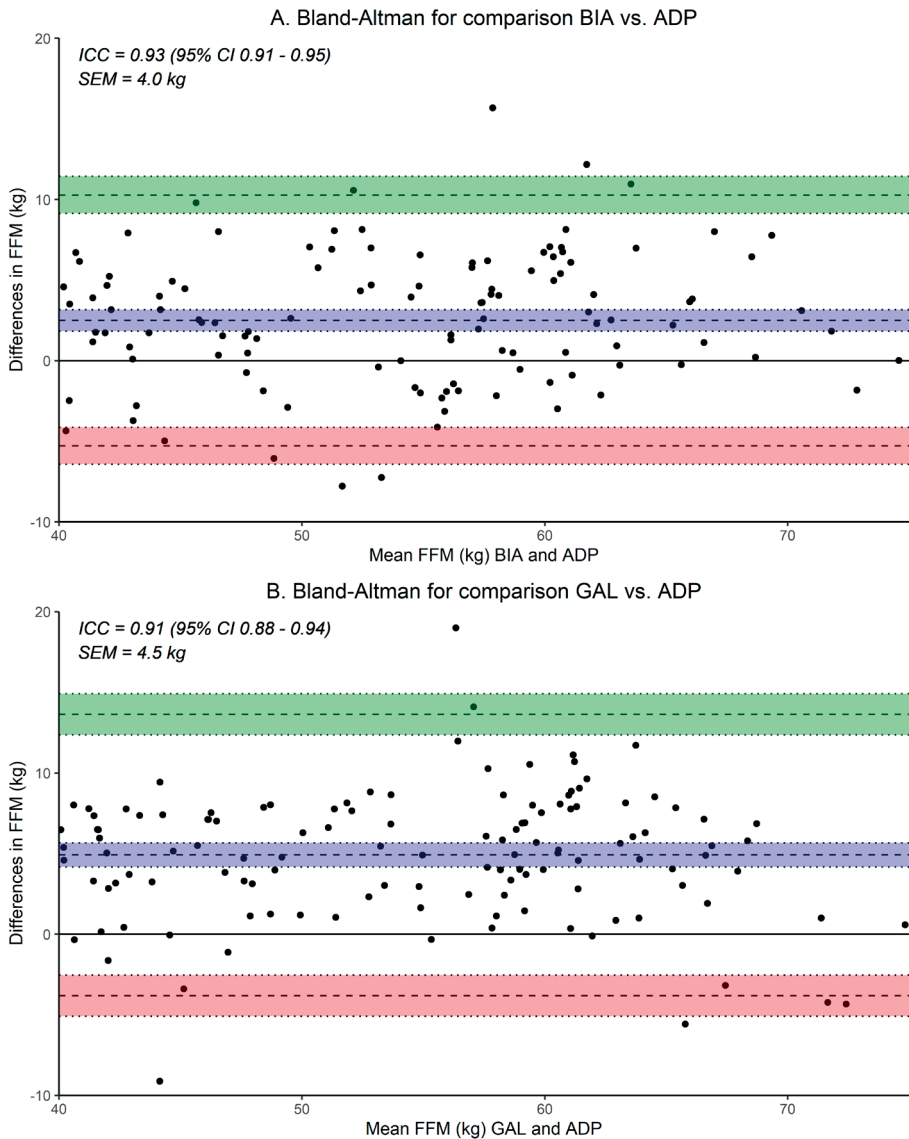 A. Bland-Altman for comparison BIA vs. ADP
20
ICC = 0.93 (95% CI 0.91 - 0.95)
SEM = 4.0 kg
10
Differences in FFM (kg)
0
-10
40
50
60
70
Mean FFM (kg) BIA and ADP
B. Bland-Altman for comparison GAL vs. ADP
20
ICC = 0.91 (95% CI 0.88 - 0.94)
SEM = 4.5 kg
10
Differences in FFM (kg)
0
-10
40
50
60
70
Mean FFM (kg) GAL and ADP